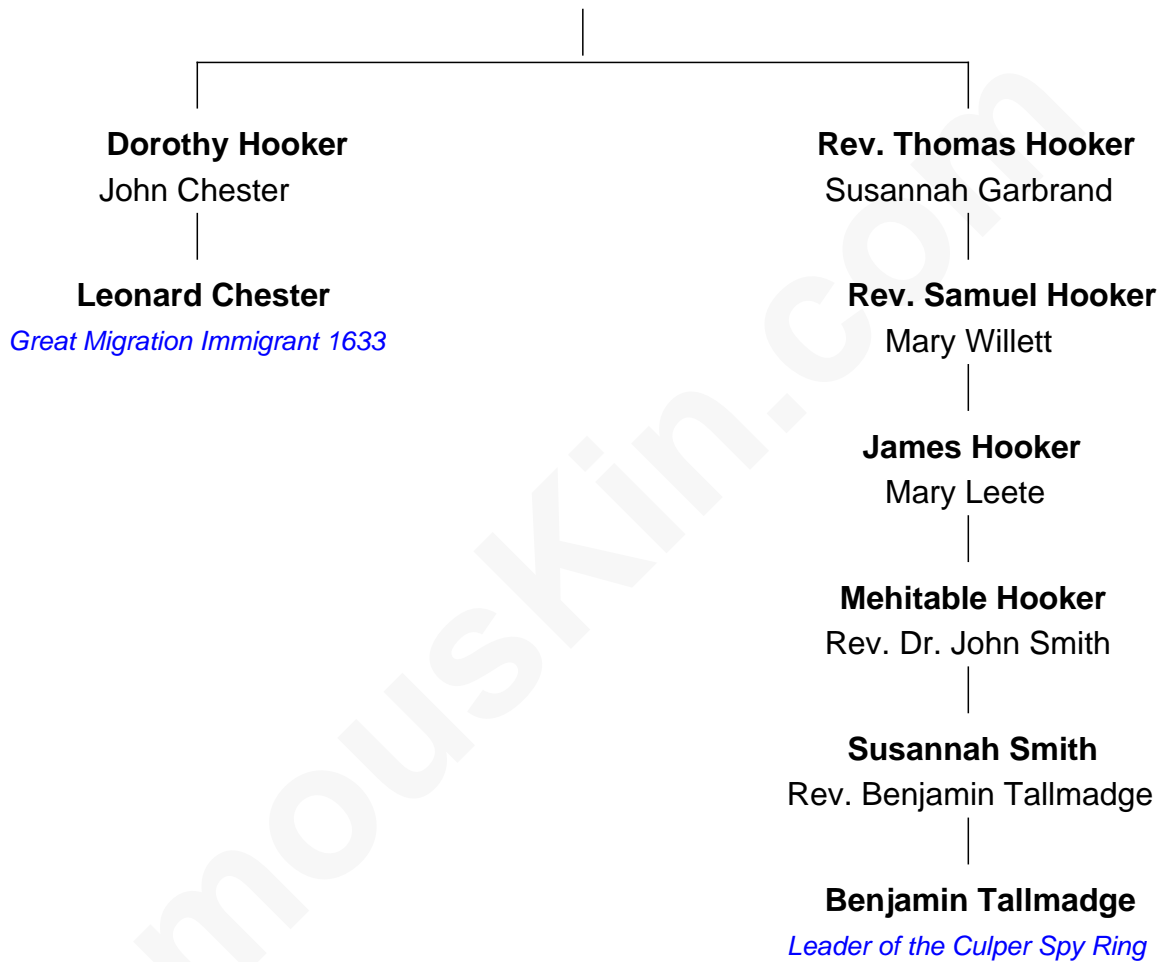 Dorothy Hooker
John Chester
Leonard Chester
Great Migration Immigrant 1633
Rev. Thomas Hooker
Susannah Garbrand
Rev. Samuel Hooker
Mary Willett
James Hooker
Mary Leete
Mehitable Hooker
Rev. Dr. John Smith
Susannah Smith
Rev. Benjamin Tallmadge
Benjamin Tallmadge
Leader of the Culper Spy Ring
mouskin.com